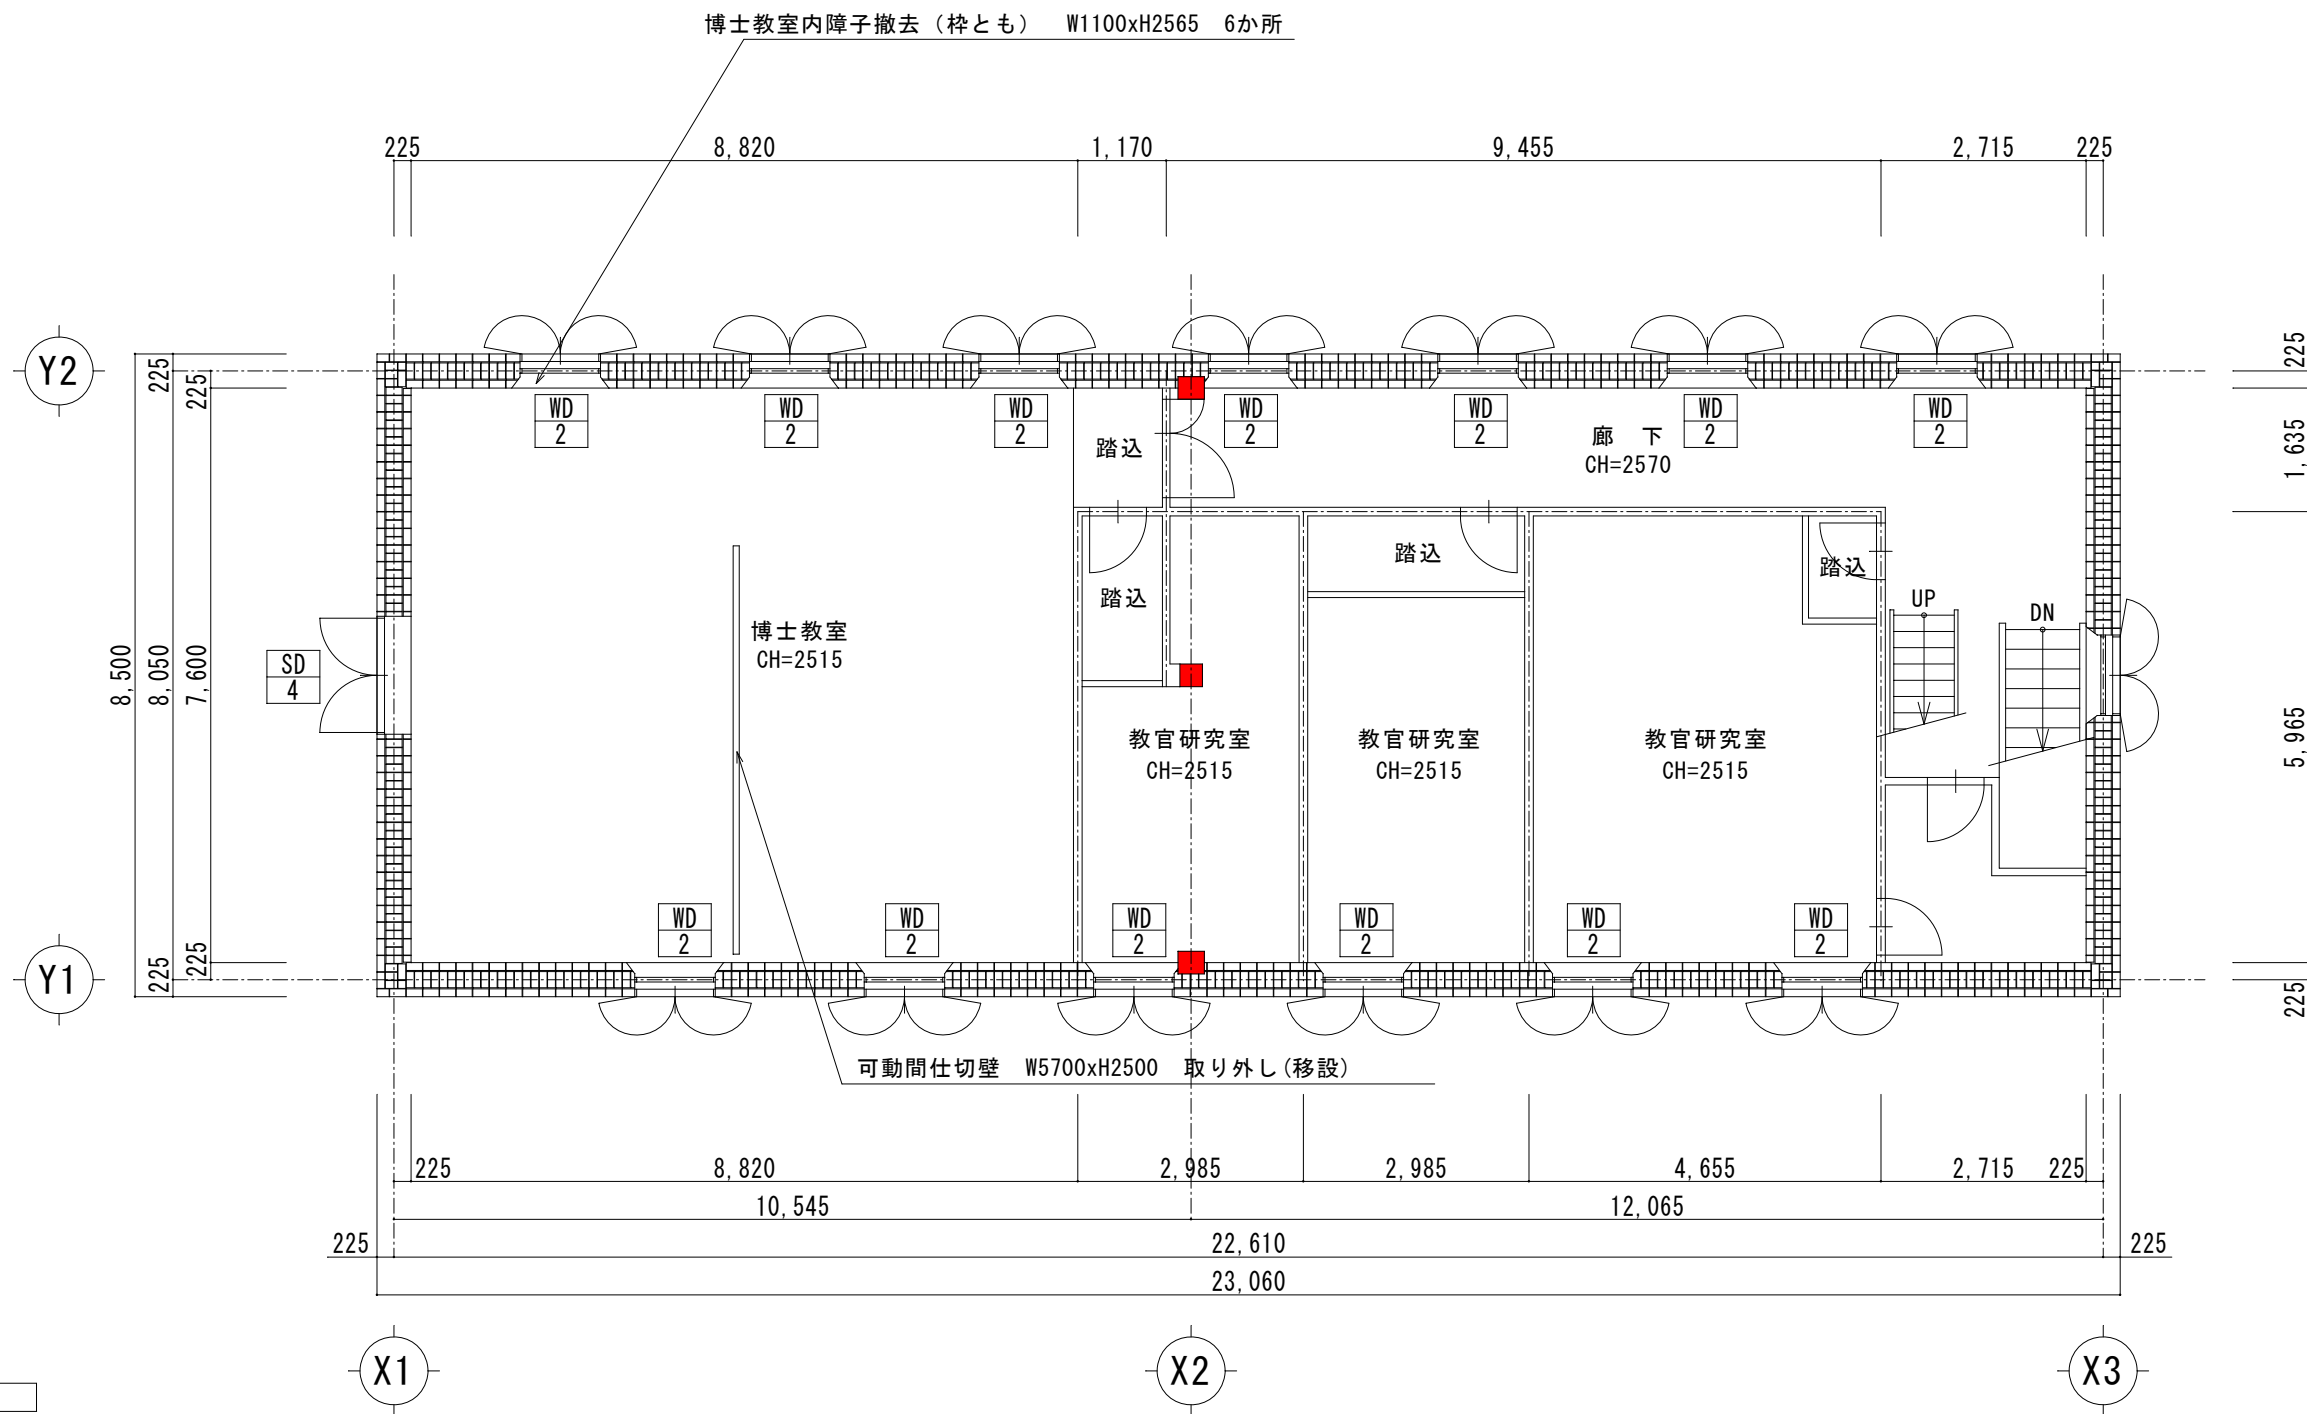 博士教室内障子撤去（枠とも）　W1100xH2565　6か所
225 8,820 1,170 9,455 2,715 225
Y2
225
225
8,500
8,050
7,600
225
225
Y1
WD
2
WD
2
WD
2
WD
2
WD
2
WD
2
WD
2
廊　下
CH=2570
踏込
踏込
踏込
踏込
UP
DN
SD
4
博士教室
CH=2515
教官研究室
CH=2515
教官研究室
CH=2515
教官研究室
CH=2515
225
1,635
5,965
225
WD
2
WD
2
WD
2
WD
2
WD
2
WD
2
可動間仕切壁　W5700xH2500　取り外し(移設)
225 8,820 2,985 2,985 4,655 2,715 225
10,545 12,065
225 22,610 225
23,060
X1 X2 X3